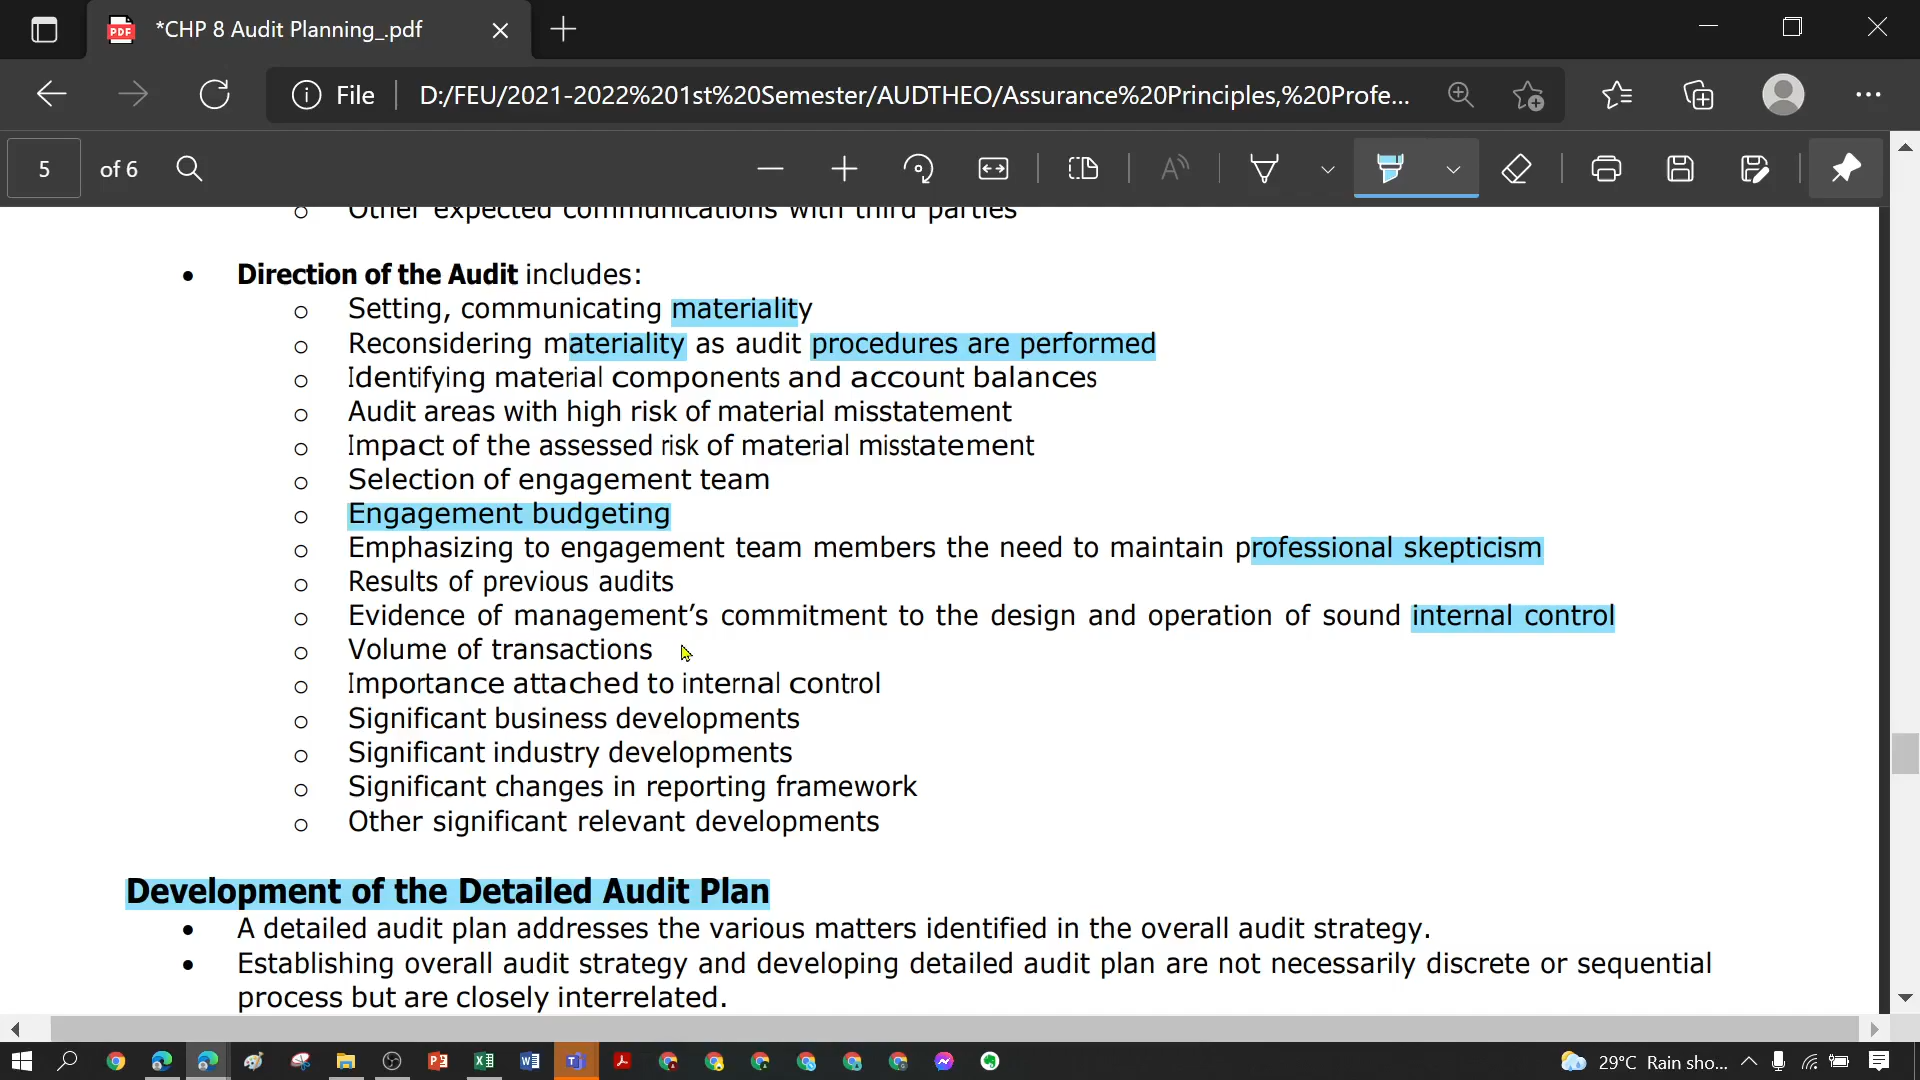 *CHP 8 Audit Planning_.pdf
File
D:/FEU/2021-2022%201st%20Semester/AUDTHEO/Assurance%20Principles,%20Profe...
5 of 6
o Other expected communications with third parties
• Direction of the Audit includes:
o Setting, communicating materiality
o Reconsidering materiality as audit procedures are performed
o Identifying material components and account balances
o Audit areas with high risk of material misstatement
o Impact of the assessed risk of material misstatement
o Selection of engagement team
o Engagement budgeting
o Emphasizing to engagement team members the need to maintain professional skepticism
o Results of previous audits
o Evidence of management’s commitment to the design and operation of sound internal control
o Volume of transactions
o Importance attached to internal control
o Significant business developments
o Significant industry developments
o Significant changes in reporting framework
o Other significant relevant developments
Development of the Detailed Audit Plan
• A detailed audit plan addresses the various matters identified in the overall audit strategy.
• Establishing overall audit strategy and developing detailed audit plan are not necessarily discrete or sequential
process but are closely interrelated.
29°C Rain sho...